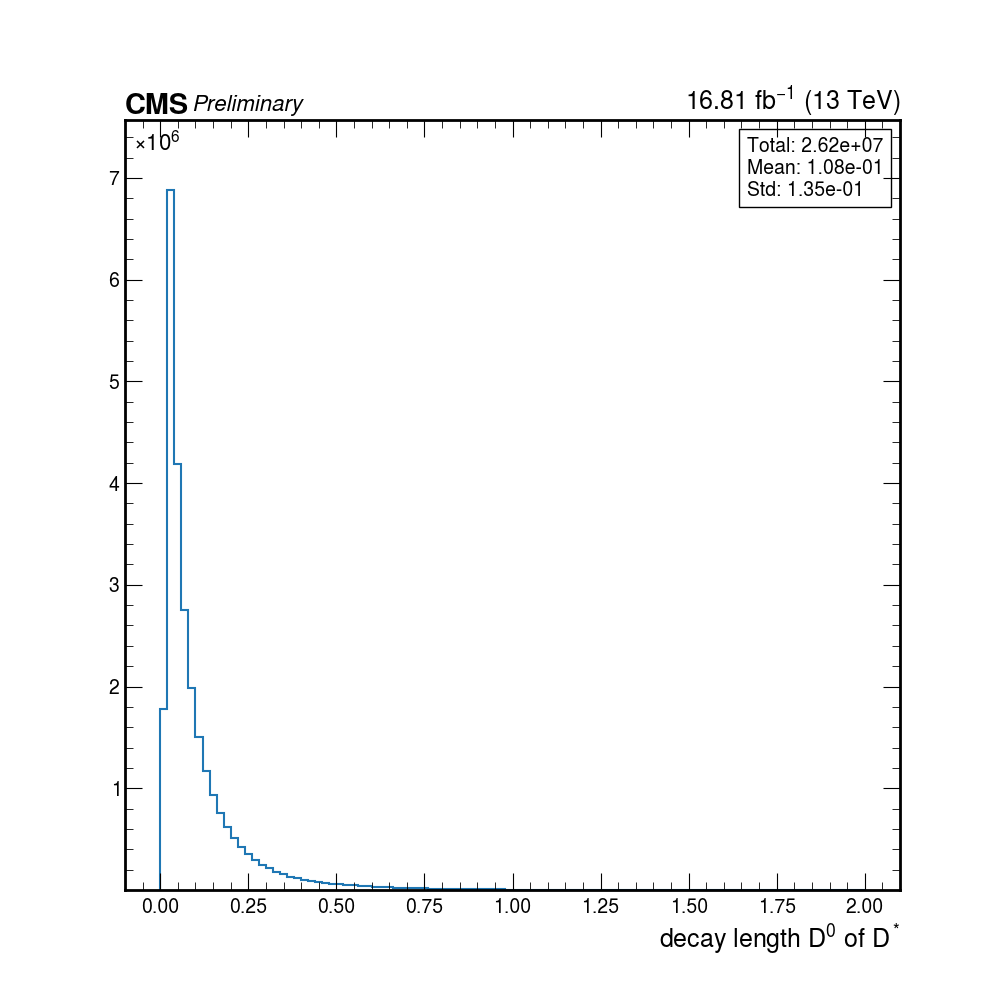 CMS Preliminary
16.81 fb⁻¹ (13 TeV)
×10⁶
Total: 2.62e+07
Mean: 1.08e-01
Std: 1.35e-01
7
6
5
4
3
2
1
0.00 0.25 0.50 0.75 1.00 1.25 1.50 1.75 2.00
decay length D⁰ of D*